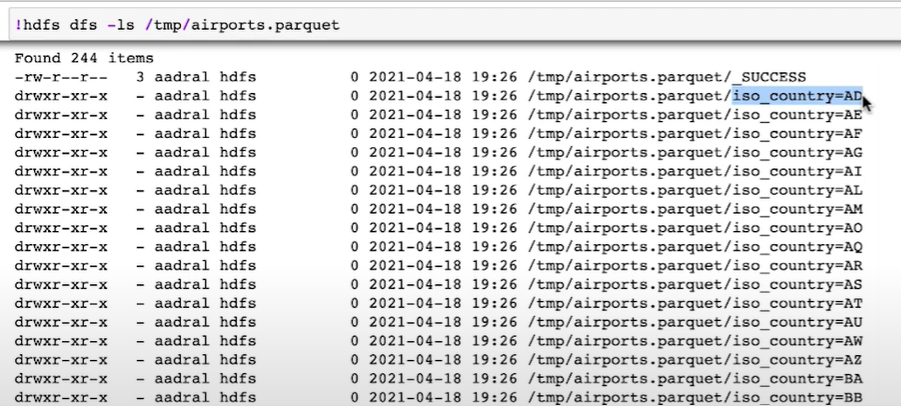 !hdfs dfs -ls /tmp/airports.parquet
Found 244 items
-rw-r--r--   3 aadral hdfs          0 2021-04-18 19:26 /tmp/airports.parquet/_SUCCESS
drwxr-xr-x   - aadral hdfs          0 2021-04-18 19:26 /tmp/airports.parquet/iso_country=AD
drwxr-xr-x   - aadral hdfs          0 2021-04-18 19:26 /tmp/airports.parquet/iso_country=AE
drwxr-xr-x   - aadral hdfs          0 2021-04-18 19:26 /tmp/airports.parquet/iso_country=AF
drwxr-xr-x   - aadral hdfs          0 2021-04-18 19:26 /tmp/airports.parquet/iso_country=AG
drwxr-xr-x   - aadral hdfs          0 2021-04-18 19:26 /tmp/airports.parquet/iso_country=AI
drwxr-xr-x   - aadral hdfs          0 2021-04-18 19:26 /tmp/airports.parquet/iso_country=AL
drwxr-xr-x   - aadral hdfs          0 2021-04-18 19:26 /tmp/airports.parquet/iso_country=AM
drwxr-xr-x   - aadral hdfs          0 2021-04-18 19:26 /tmp/airports.parquet/iso_country=AO
drwxr-xr-x   - aadral hdfs          0 2021-04-18 19:26 /tmp/airports.parquet/iso_country=AQ
drwxr-xr-x   - aadral hdfs          0 2021-04-18 19:26 /tmp/airports.parquet/iso_country=AR
drwxr-xr-x   - aadral hdfs          0 2021-04-18 19:26 /tmp/airports.parquet/iso_country=AS
drwxr-xr-x   - aadral hdfs          0 2021-04-18 19:26 /tmp/airports.parquet/iso_country=AT
drwxr-xr-x   - aadral hdfs          0 2021-04-18 19:26 /tmp/airports.parquet/iso_country=AU
drwxr-xr-x   - aadral hdfs          0 2021-04-18 19:26 /tmp/airports.parquet/iso_country=AW
drwxr-xr-x   - aadral hdfs          0 2021-04-18 19:26 /tmp/airports.parquet/iso_country=AZ
drwxr-xr-x   - aadral hdfs          0 2021-04-18 19:26 /tmp/airports.parquet/iso_country=BA
drwxr-xr-x   - aadral hdfs          0 2021-04-18 19:26 /tmp/airports.parquet/iso_country=BB